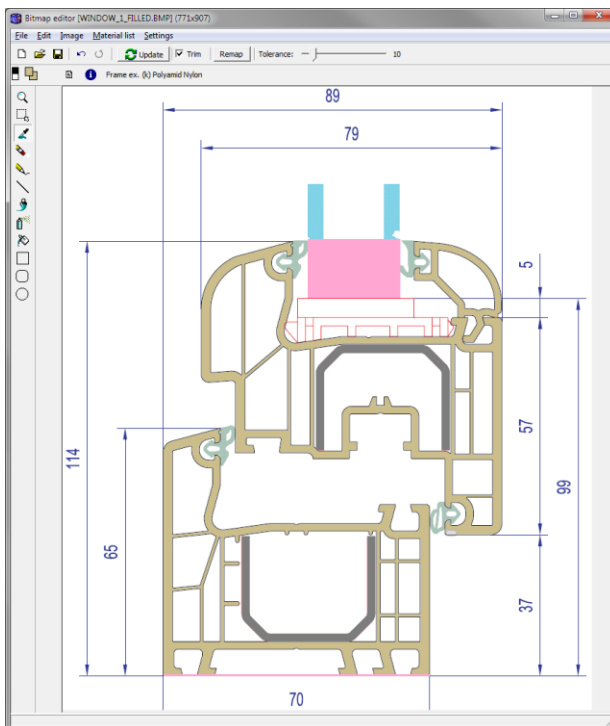 Bitmap editor [WINDOW_1_FILLED.BMP] (771x907)
File Edit Image Material list Settings
Update Trim Remap Tolerance: 10
Frame ex. (k) Polyamid Nylon
89
79
5
114
57
99
65
37
70